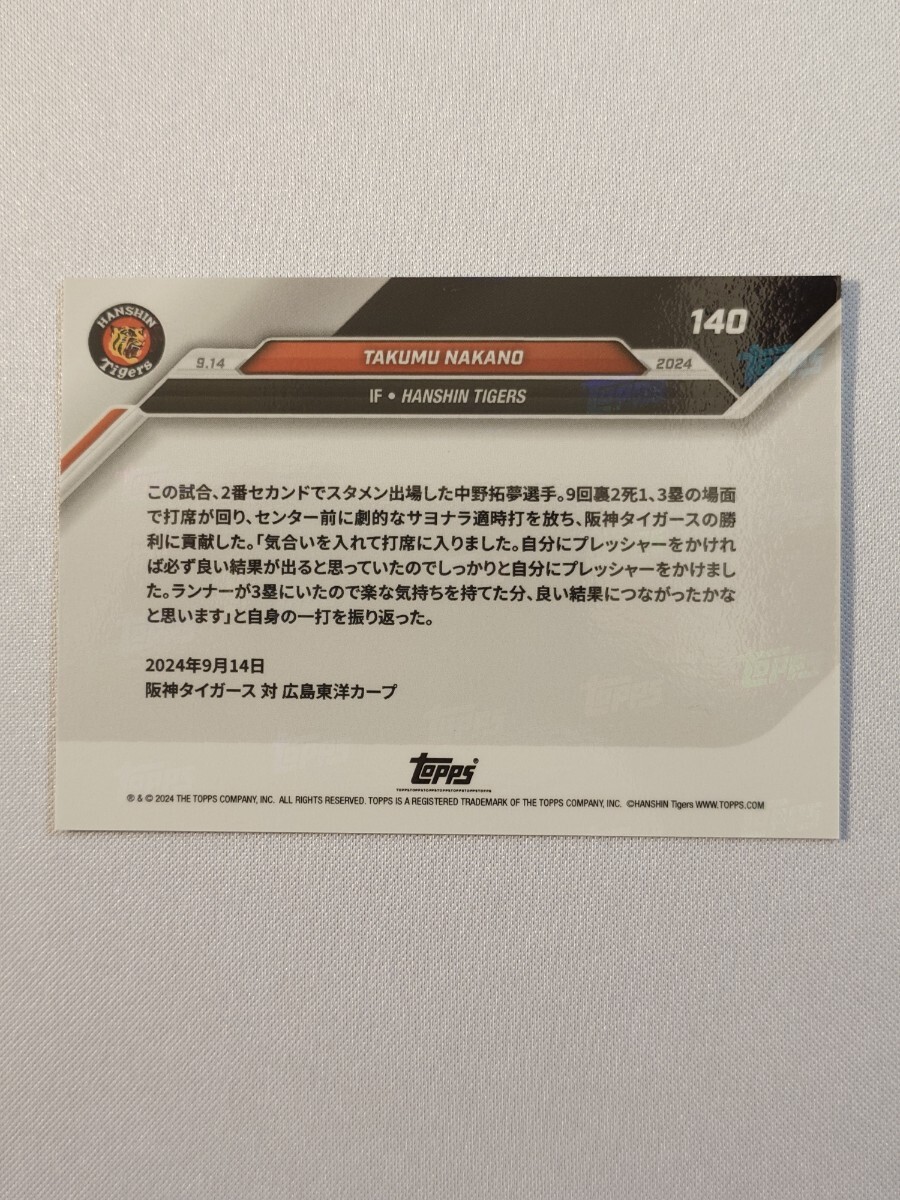 HANSHIN
Tigers
140
9.14
TAKUMU NAKANO
2024
IF • HANSHIN TIGERS
この試合、2番セカンドでスタメン出場した中野拓夢選手。9回裏2死1、3塁の場面
で打席が回り、センター前に劇的なサヨナラ適時打を放ち、阪神タイガースの勝
利に貢献した。「気合いを入れて打席に入りました。自分にプレッシャーをかけれ
ば必ず良い結果が出ると思っていたのでしっかりと自分にプレッシャーをかけまし
た。ランナーが3塁にいたので楽な気持ちを持てた分、良い結果につながったかな
と思います」と自身の一打を振り返った。
2024年9月14日
阪神タイガース 対 広島東洋カープ
topps®
® & © 2024 THE TOPPS COMPANY, INC. ALL RIGHTS RESERVED. TOPPS IS A REGISTERED TRADEMARK OF THE TOPPS COMPANY, INC. ©HANSHIN Tigers WWW.TOPPS.COM